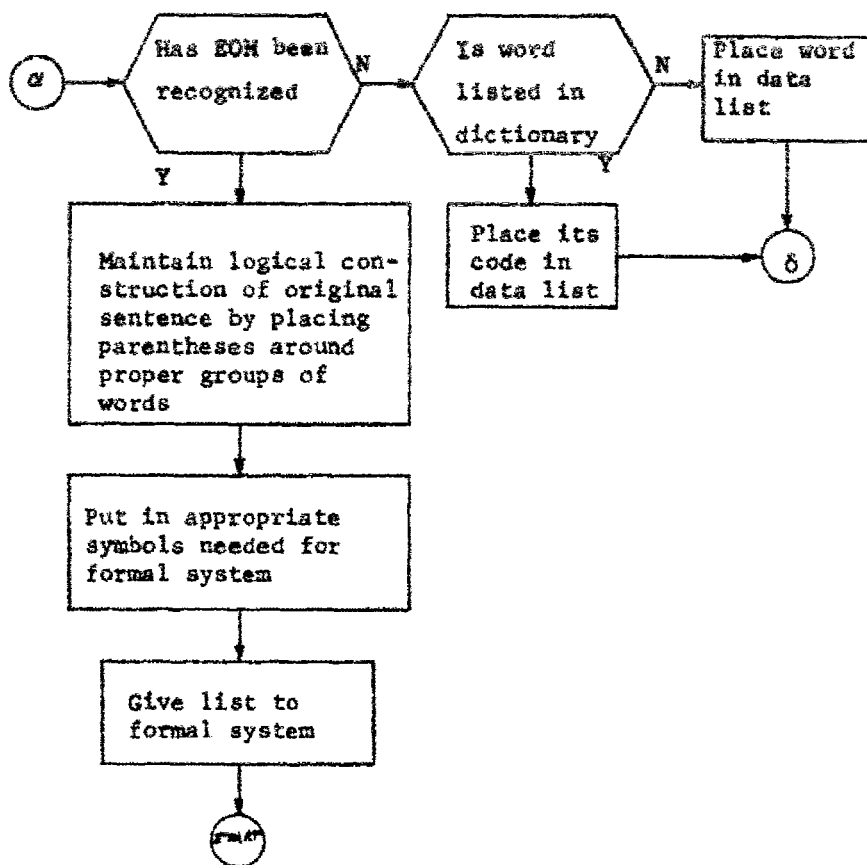 α
Has EOM been
recognized
N
Is word
listed in
dictionary
N
Place word
in data
list
Y
Y
Maintain logical con-
struction of original
sentence by placing
parentheses around
proper groups of
words
Place its
code in
data list
δ
Put in appropriate
symbols needed for
formal system
Give list to
formal system